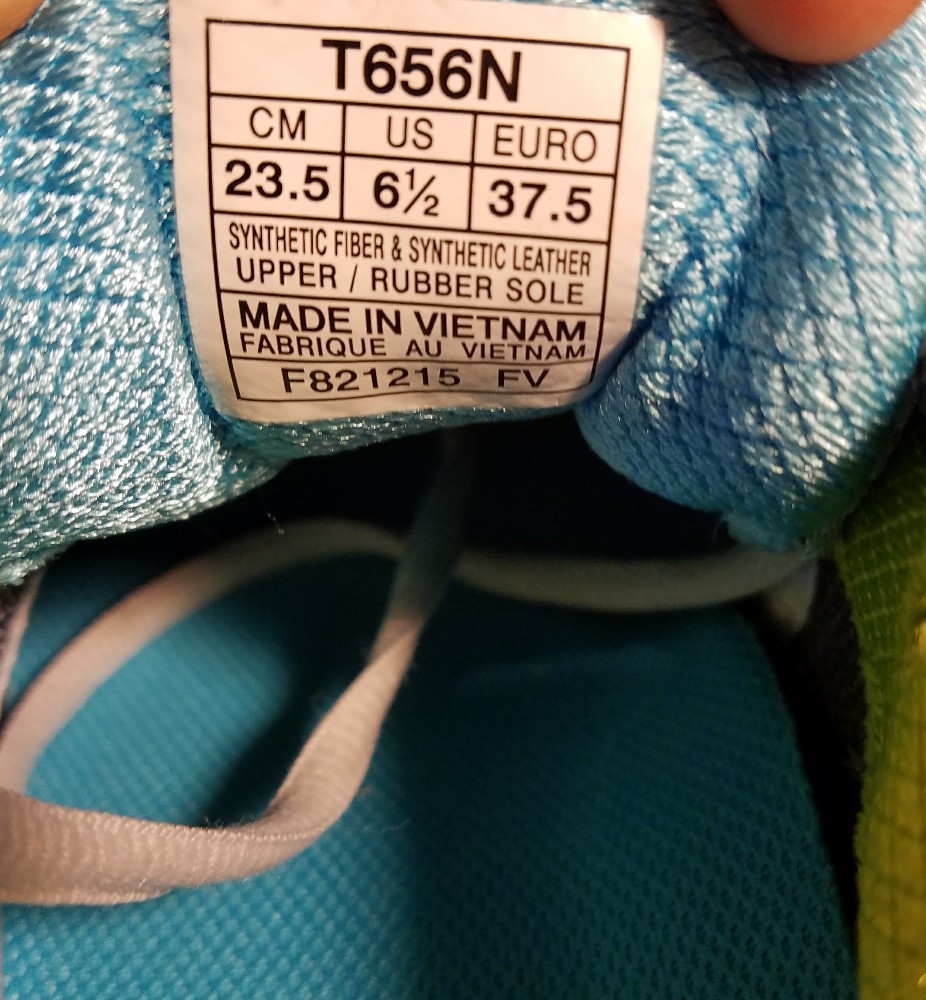 T656N
CM US EURO
23.5 6½ 37.5
SYNTHETIC FIBER & SYNTHETIC LEATHER
UPPER / RUBBER SOLE
MADE IN VIETNAM
FABRIQUE AU VIETNAM
F821215 FV